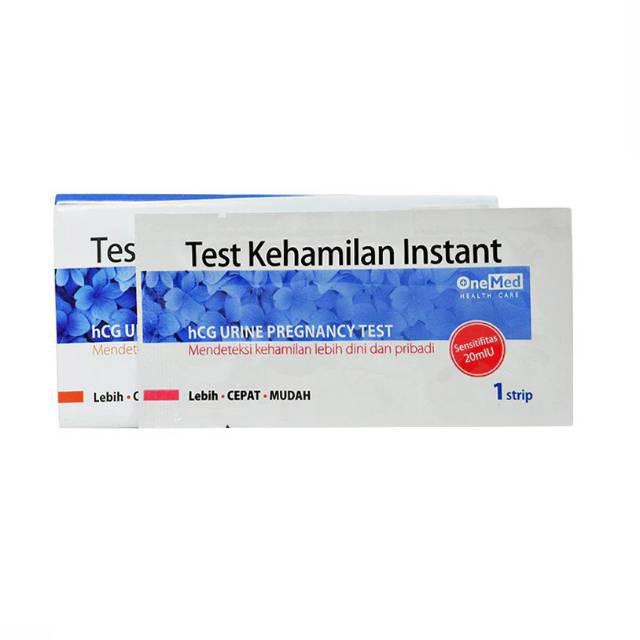 Tes
hCG U
Mendete
Lebih • C
Test Kehamilan Instant
OneMed
HEALTH CARE
hCG URINE PREGNANCY TEST
Mendeteksi kehamilan lebih dini dan pribadi
Sensitifitas
20mIU
Lebih • CEPAT • MUDAH
1 strip